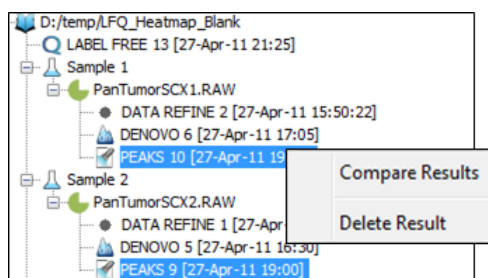 D:/temp/LFQ_Heatmap_Blank
LABEL FREE 13 [27-Apr-11 21:25]
Sample 1
PanTumorSCX1.RAW
DATA REFINE 2 [27-Apr-11 15:50:22]
DENOVO 6 [27-Apr-11 17:05]
PEAKS 10 [27-Apr-11 19
Compare Results
Sample 2
PanTumorSCX2.RAW
DATA REFINE 1 [27-Apr-
Delete Result
DENOVO 5 [27-Apr-11 16:30]
PEAKS 9 [27-Apr-11 19:00]